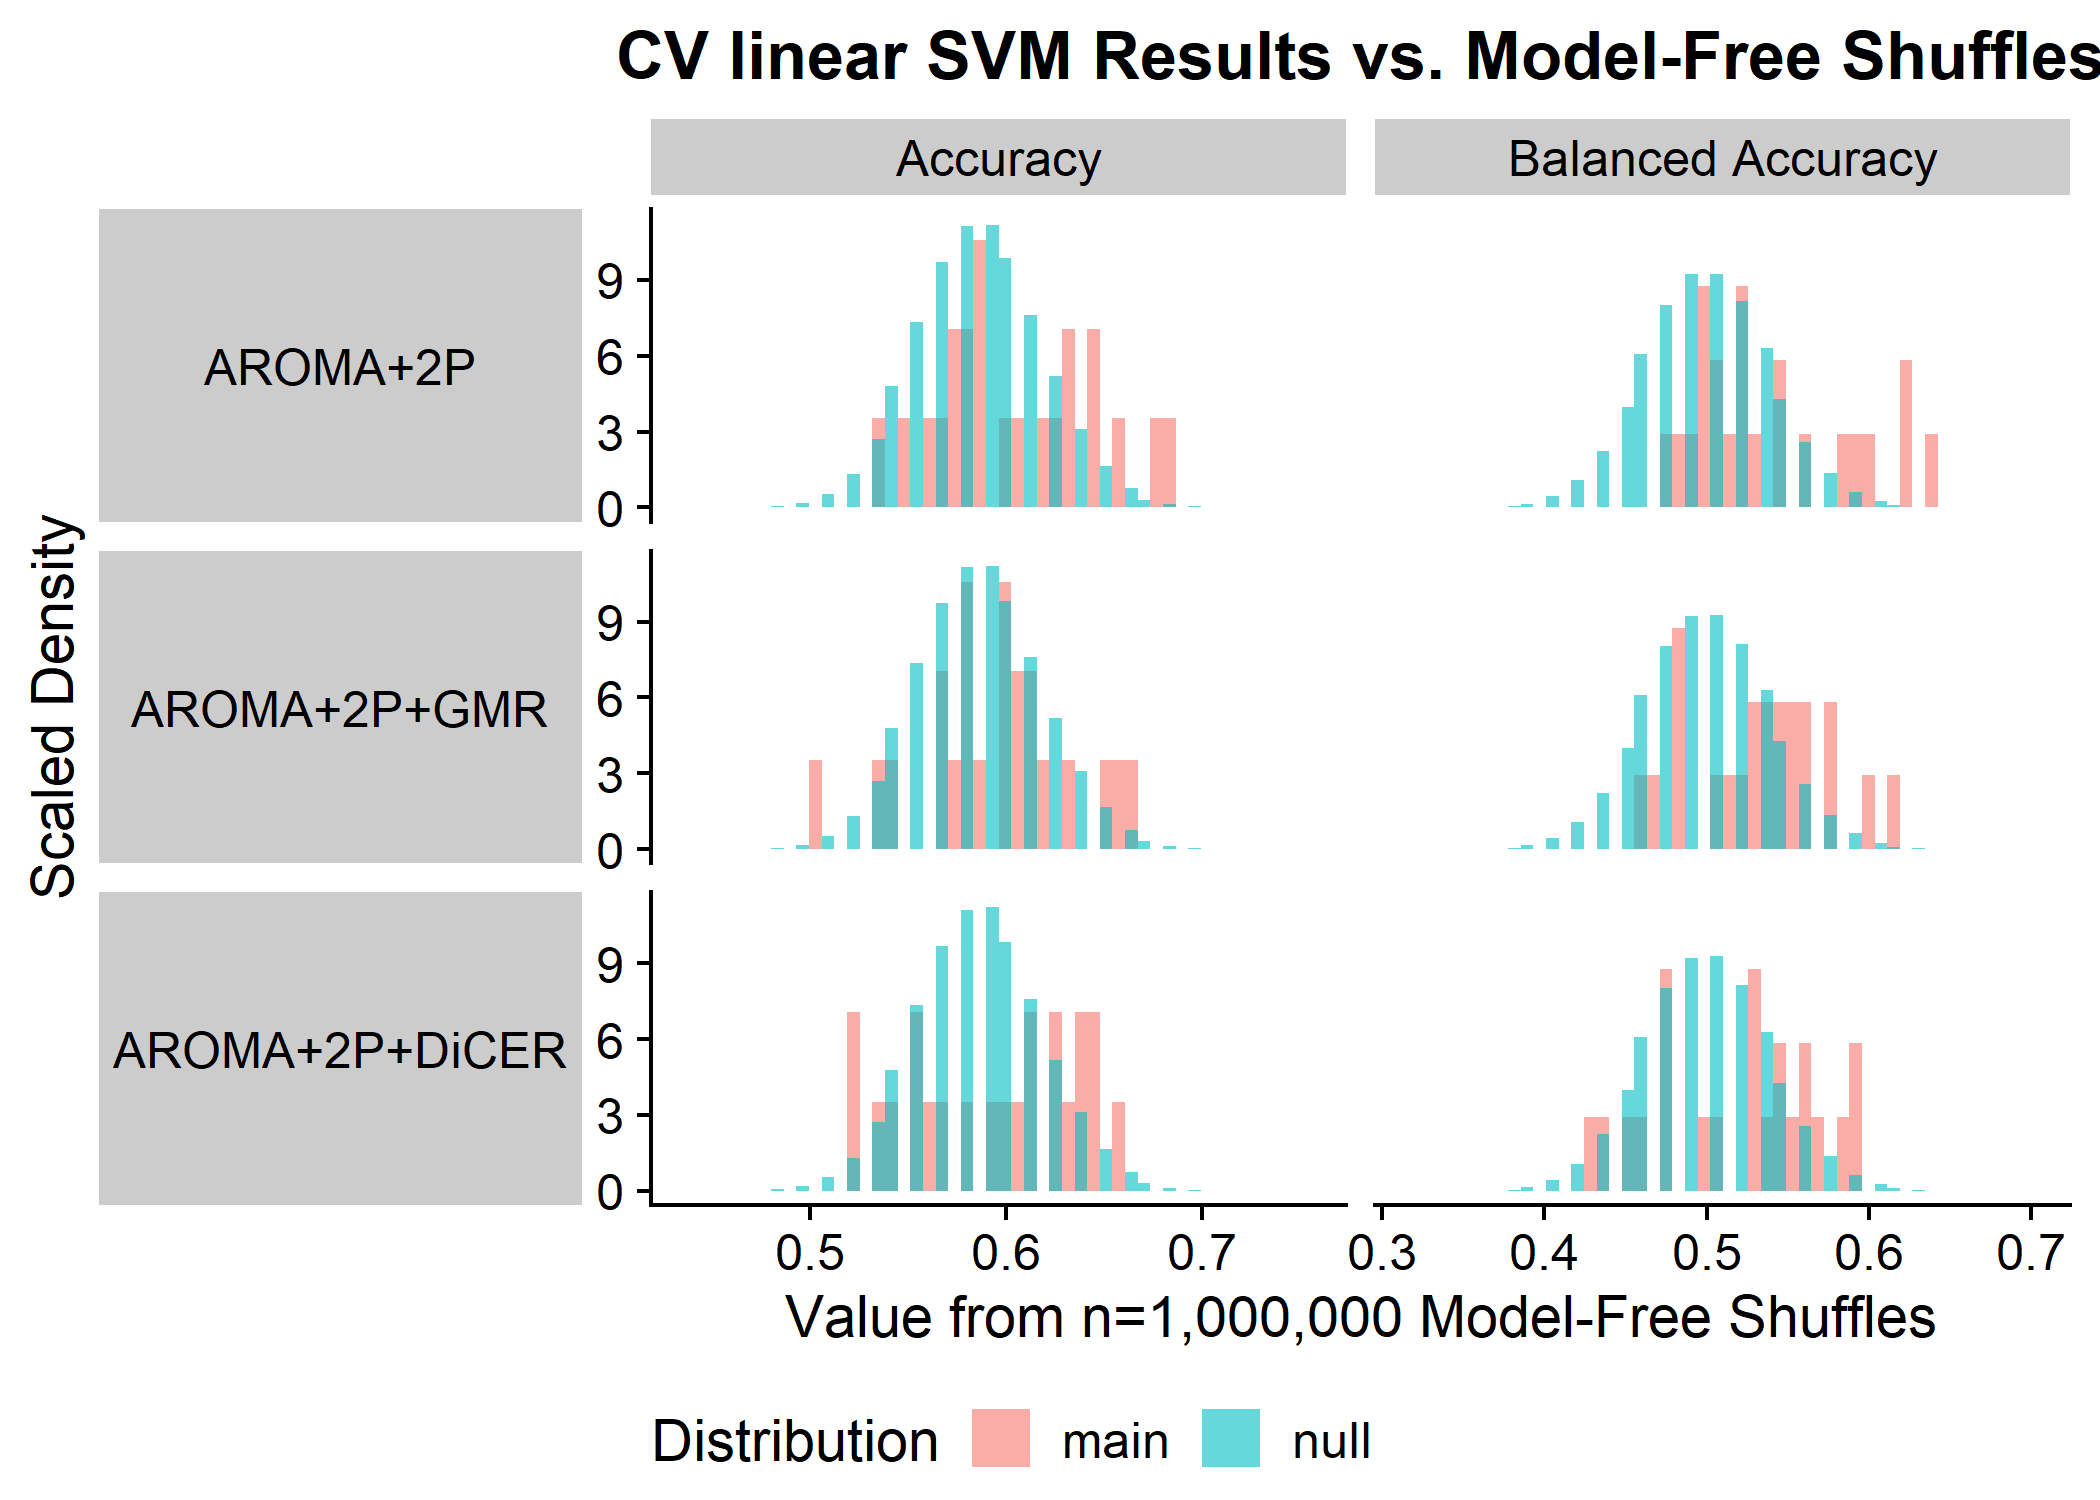 CV linear SVM Results vs. Model-Free Shuffles
Accuracy
Balanced Accuracy
Scaled Density
AROMA+2P
9
6
3
0
AROMA+2P+GMR
9
6
3
0
AROMA+2P+DiCER
9
6
3
0
0.5 0.6 0.7
0.3 0.4 0.5 0.6 0.7
Value from n=1,000,000 Model-Free Shuffles
Distribution main null